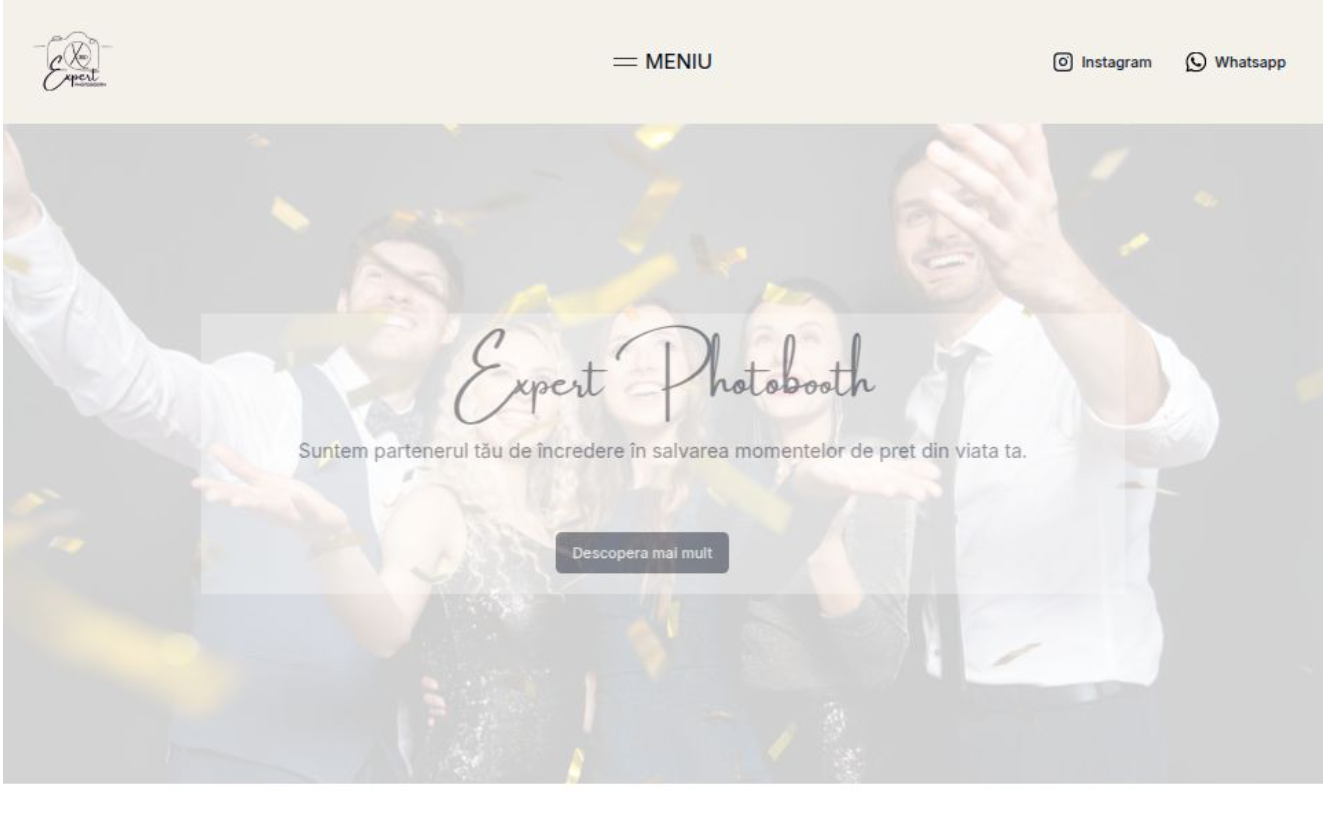 Expert
PHOTOBOOTH
MENIU
Instagram
Whatsapp
Expert Photobooth
Suntem partenerul tău de încredere în salvarea momentelor de pret din viata ta.
Descopera mai mult